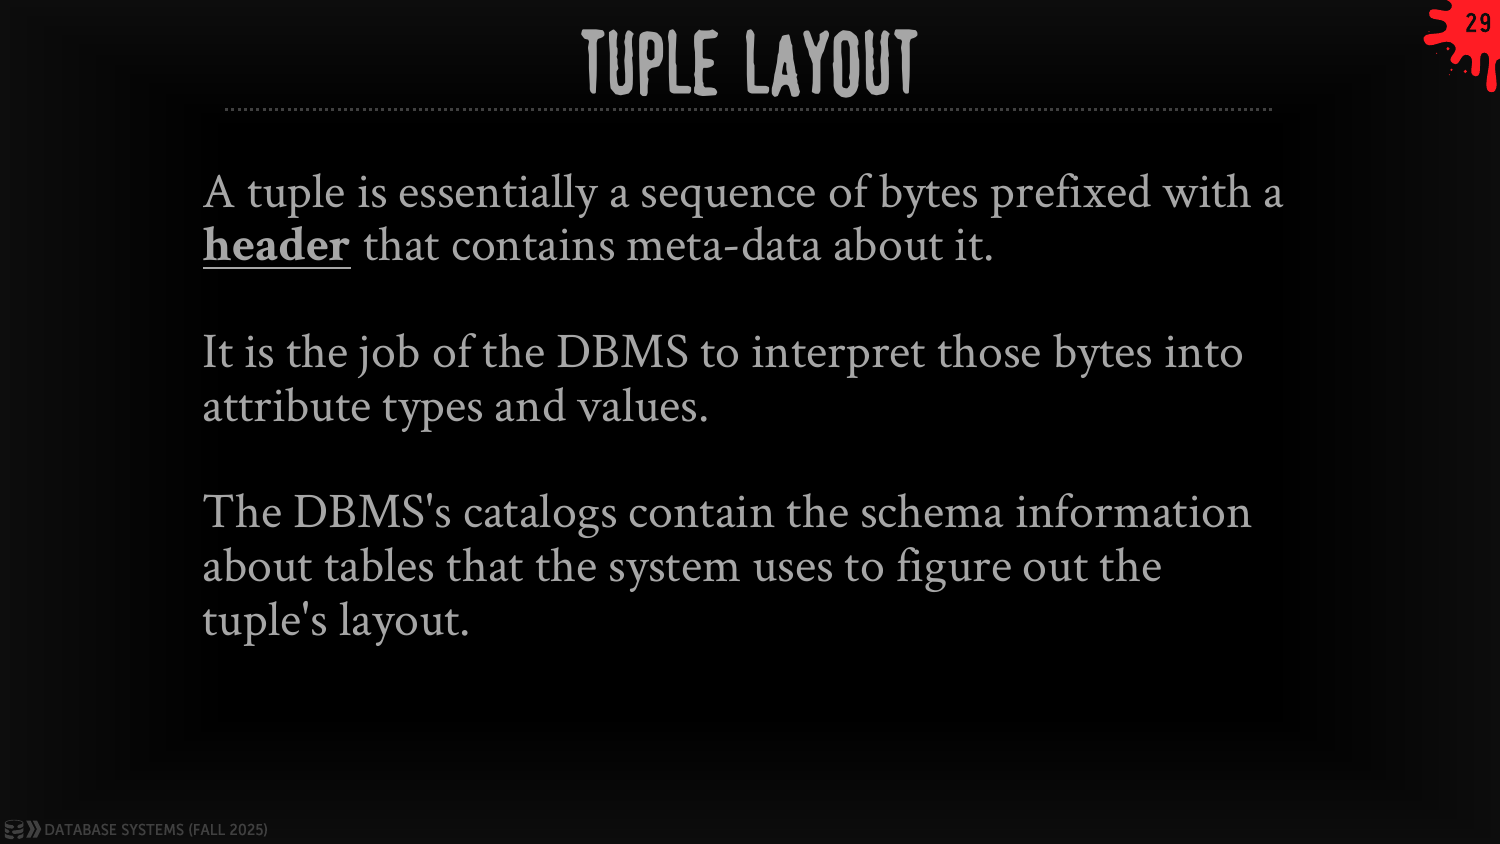 29
TUPLE LAYOUT
A tuple is essentially a sequence of bytes prefixed with a
header that contains meta-data about it.
It is the job of the DBMS to interpret those bytes into
attribute types and values.
The DBMS's catalogs contain the schema information
about tables that the system uses to figure out the
tuple's layout.
DATABASE SYSTEMS (FALL 2025)